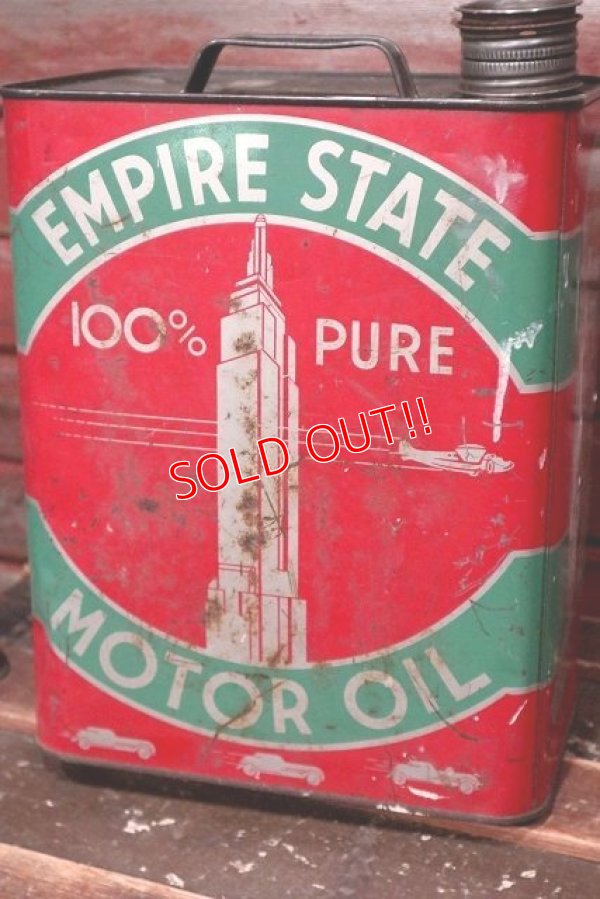 EMPIRE STATE
100% PURE
SOLD OUT!!
MOTOR OIL